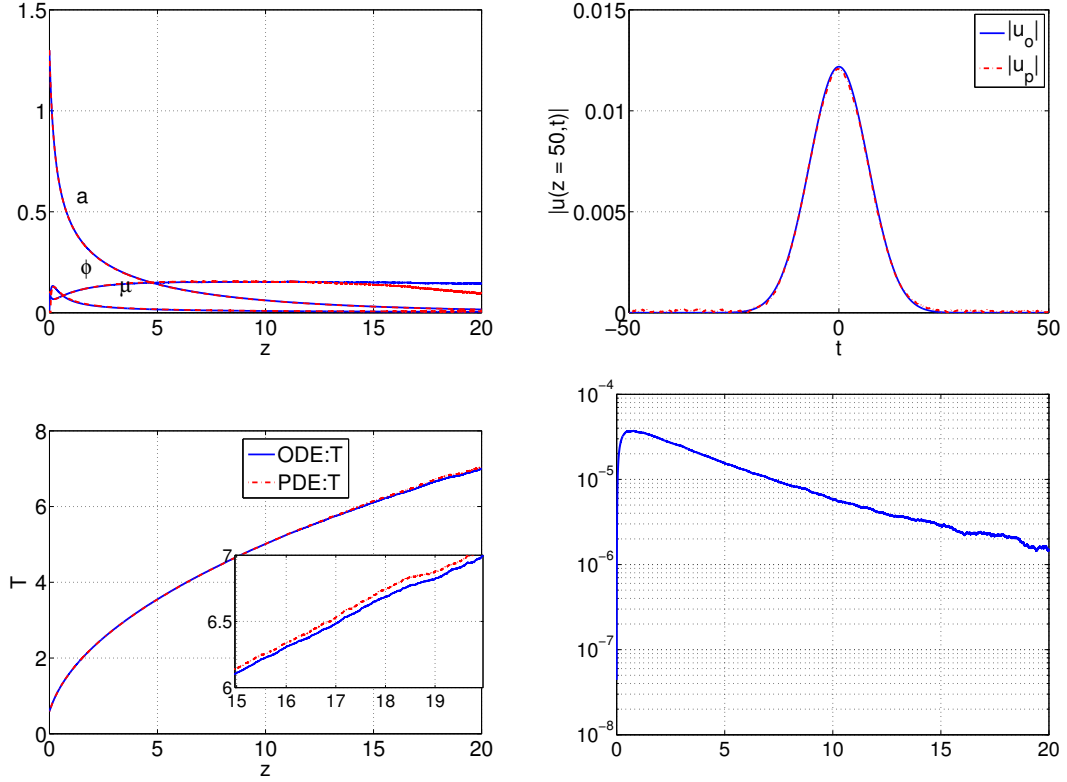 1.5
1
0.5
0
a
ϕ
μ
0 5 10 15 20
z
0.015
0.01
0.005
0
|u(z = 50,t)|
|u_o|
|u_p|
−50 0 50
t
8
6
4
2
0
T
ODE:T
PDE:T
7
6.5
6
15 16 17 18 19
0 5 10 15 20
z
10^-4
10^-5
10^-6
10^-7
10^-8
0 5 10 15 20